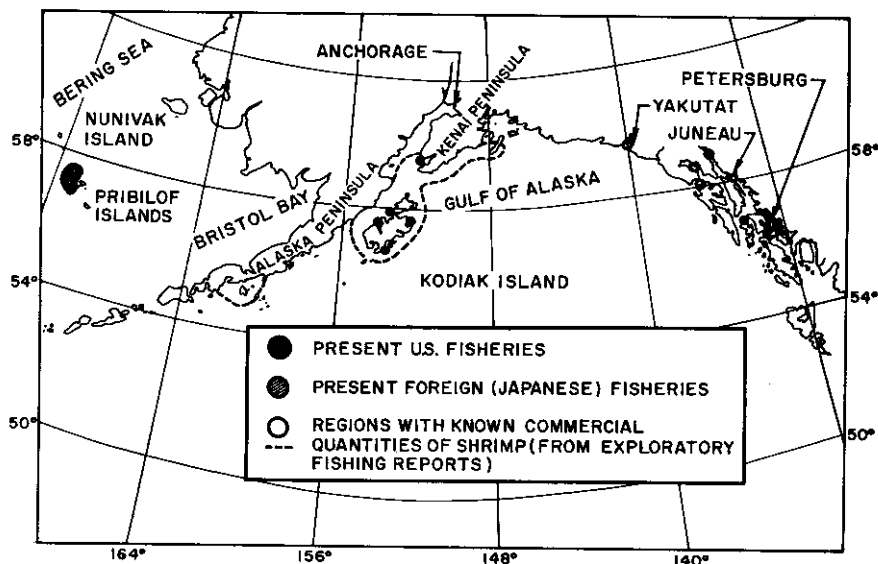 ANCHORAGE
BERING SEA
PETERSBURG
KENAI PENINSULA
YAKUTAT
NUNIVAK
ISLAND
JUNEAU
58°
58°
PRIBILOF
ISLANDS
GULF OF ALASKA
BRISTOL BAY
ALASKA PENINSULA
54°
KODIAK ISLAND
54°
PRESENT U.S. FISHERIES
PRESENT FOREIGN (JAPANESE) FISHERIES
REGIONS WITH KNOWN COMMERCIAL
QUANTITIES OF SHRIMP (FROM EXPLORATORY
FISHING REPORTS)
50°
50°
164°
156°
148°
140°